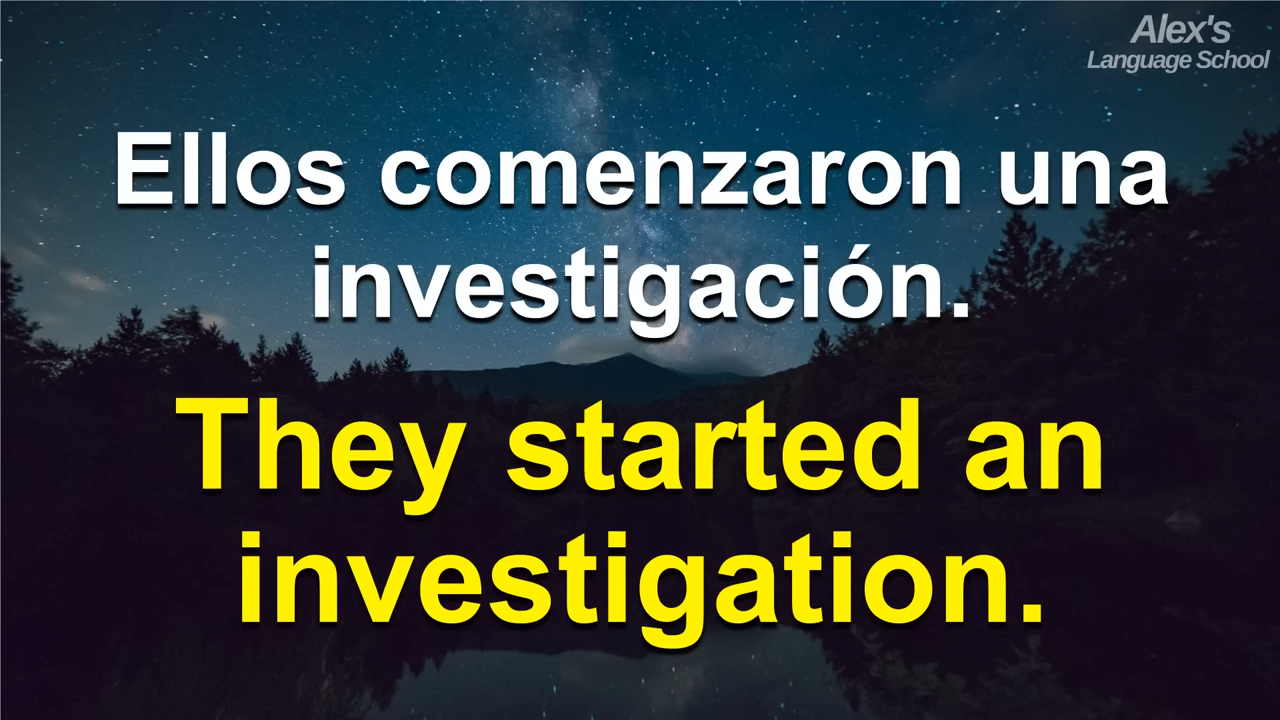 Alex's
Language School
Ellos comenzaron una
investigación.
They started an
investigation.